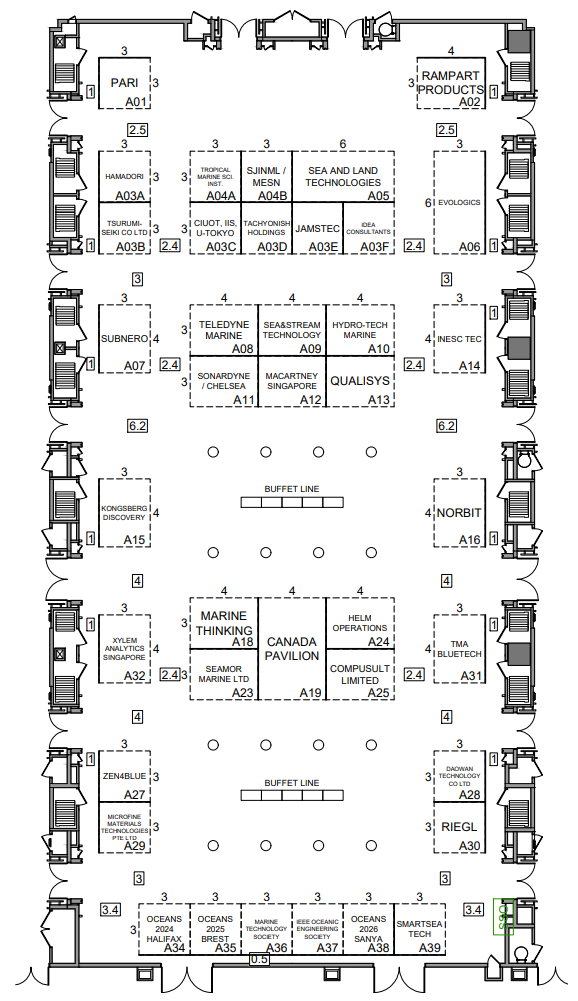 3
4
PARI
3
3
RAMPART
PRODUCTS
1
A01
A02
1
2.5
2.5
3
3
3
6
3
HAMADORI
3
3
TROPICAL
MARINE SCI.
INST.
SJINML /
MESN
SEA AND LAND
TECHNOLOGIES
A03A
A04A
A04B
A05
6
EVOLOGICS
TSURUMI-
SEIKI CO LTD
3
CIUOT, IIS,
U-TOKYO
TACHYONISH
HOLDINGS
JAMSTEC
IDEA
CONSULTANTS
1
A03B
2.4
A03C
A03D
A03E
A03F
2.4
A06
1
3
3
3
4
4
4
3
1
SUBNERO
4
3
TELEDYNE
MARINE
SEA&STREAM
TECHNOLOGY
HYDRO-TECH
MARINE
4
INESC TEC
A08
A09
A10
1
A07
2.4
2.4
A14
3
SONARDYNE
/ CHELSEA
MACARTNEY
SINGAPORE
QUALISYS
A11
A12
A13
6.2
6.2
3
3
BUFFET LINE
KONGSBERG
DISCOVERY
4
4
NORBIT
1
A15
A16
1
4
4
3
4
4
4
3
1
1
XYLEM
ANALYTICS
SINGAPORE
4
3
MARINE
THINKING
A18
CANADA
PAVILION
HELM
OPERATIONS
A24
4
TMA
BLUETECH
A32
2.4
3
SEAMOR
MARINE LTD
COMPUSULT
LIMITED
2.4
A31
A23
A19
A25
4
4
3
3
1
1
ZEN4BLUE
3
3
DAOWAN
TECHNOLOGY
CO LTD
A27
A28
BUFFET LINE
MICROFINE
MATERIALS
TECHNOLOGIES
PTE LTD
3
3
RIEGL
A29
A30
3
3
3
3
3
3
3
3
3.4
3.4
OSS
3
OCEANS
2024
HALIFAX
OCEANS
2025
BREST
MARINE
TECHNOLOGY
SOCIETY
IEEE OCEANIC
ENGINEERING
SOCIETY
OCEANS
2026
SANYA
SMARTSEA
TECH
A34
A35
A36
A37
A38
A39
0.5